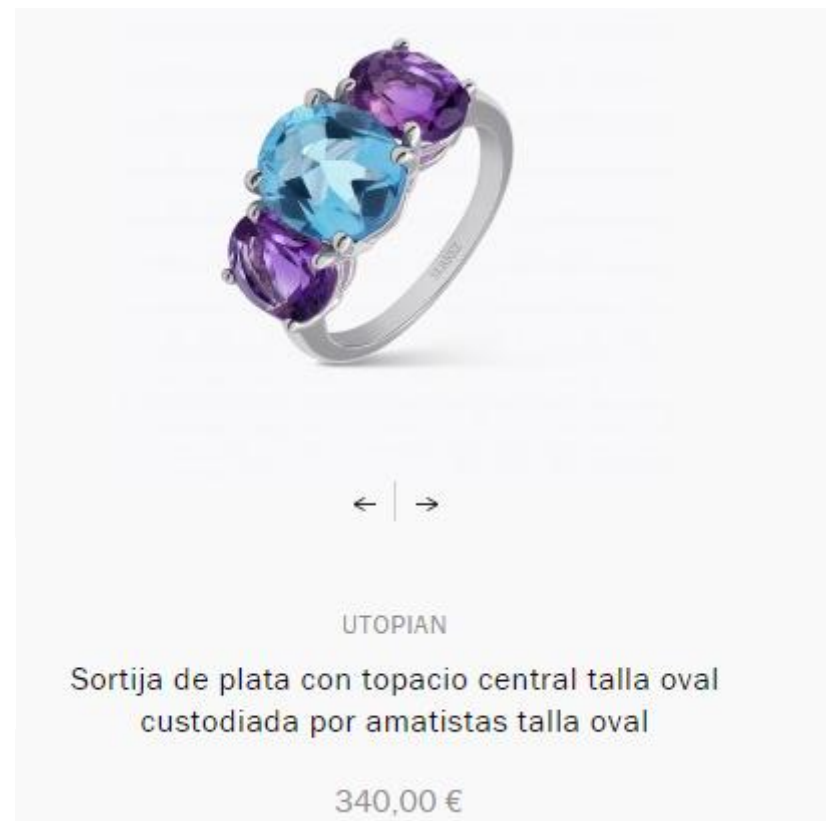 UTOPIAN
Sortija de plata con topacio central talla oval
custodiada por amatistas talla oval
340,00 €